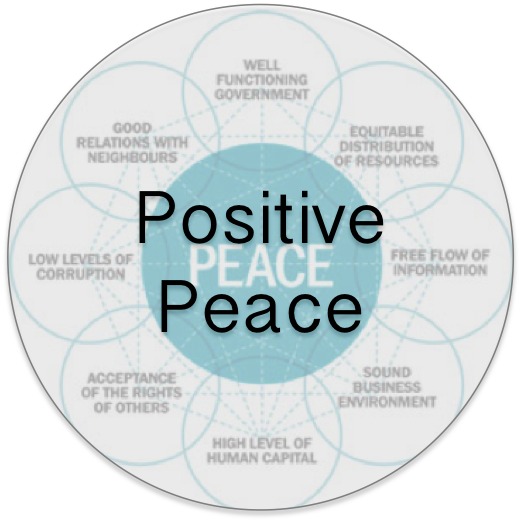 WELL
FUNCTIONING
GOVERNMENT
EQUITABLE
DISTRIBUTION
OF RESOURCES
FREE FLOW OF
INFORMATION
SOUND
BUSINESS
ENVIRONMENT
HIGH LEVEL OF
HUMAN CAPITAL
ACCEPTANCE
OF THE RIGHTS
OF OTHERS
LOW LEVELS OF
CORRUPTION
GOOD
RELATIONS WITH
NEIGHBOURS
Positive
PEACE
Peace